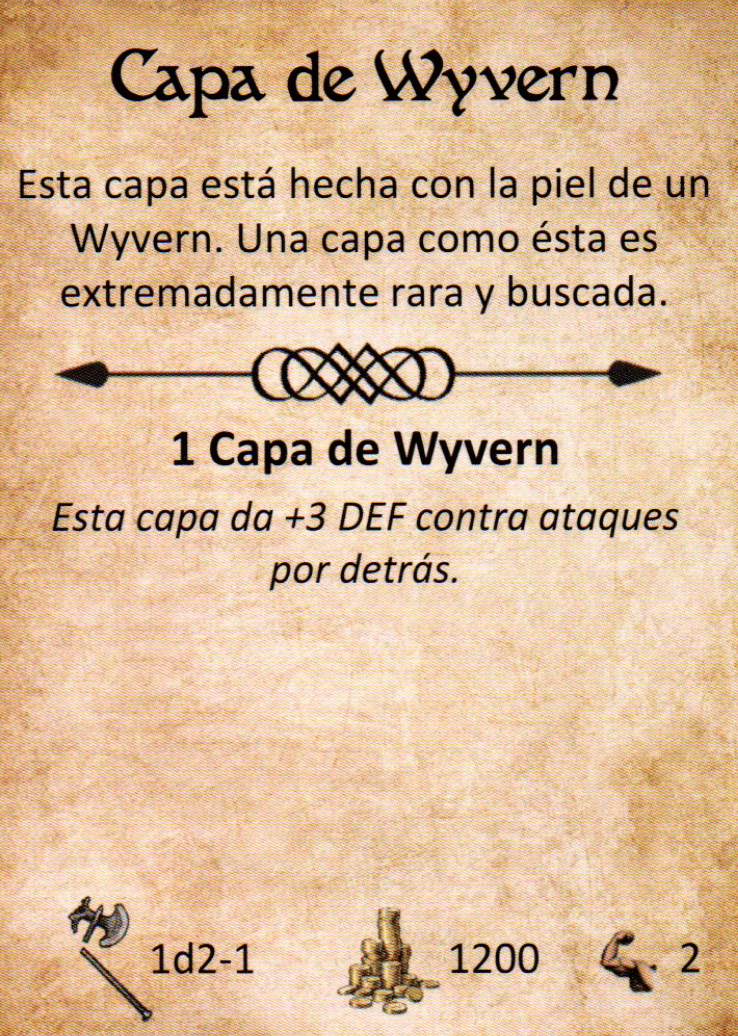 Capa de Wyvern
Esta capa está hecha con la piel de un
Wyvern. Una capa como ésta es
extremadamente rara y buscada.
1 Capa de Wyvern
Esta capa da +3 DEF contra ataques
por detrás.
1d2-1 1200 2